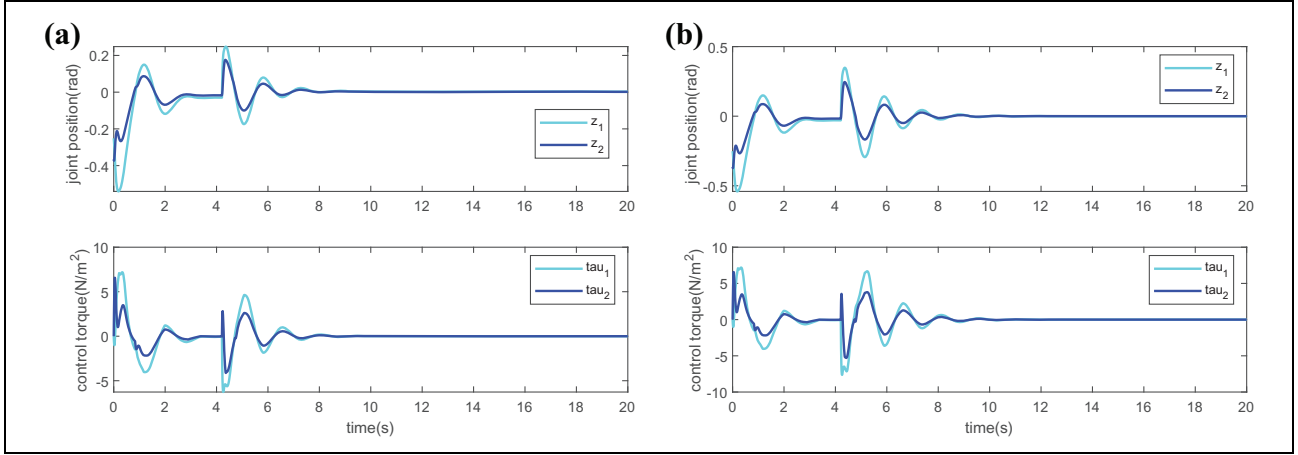 (a)
joint position(rad)
0.2
0
-0.2
-0.4
z1
z2
0 2 4 6 8 10 12 14 16 18 20
control torque(N/m²)
10
5
0
-5
tau1
tau2
0 2 4 6 8 10 12 14 16 18 20
time(s)
(b)
joint position(rad)
0.5
0
-0.5
z1
z2
0 2 4 6 8 10 12 14 16 18 20
control torque(N/m²)
10
5
0
-5
-10
tau1
tau2
0 2 4 6 8 10 12 14 16 18 20
time(s)